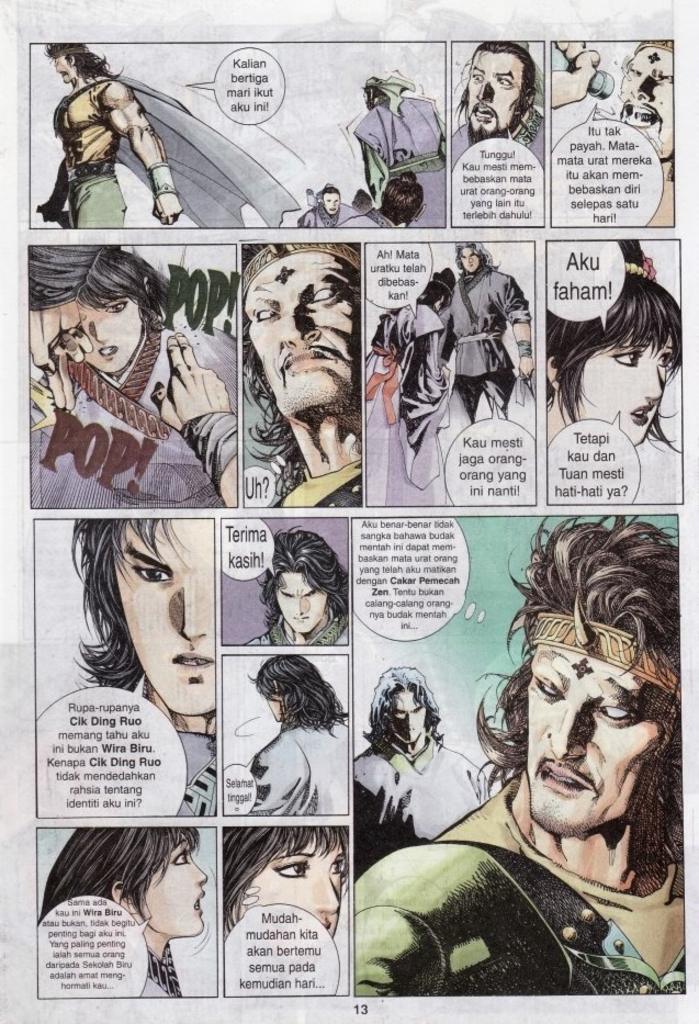 Kalian
bertiga
mari ikut
aku ini!
Tunggu!
Kau mesti mem-
bebaskan mata
urat orang-orang
yang lain
terlebih dahulu!
Itu tak
payah. Mata-
mata urat mereka
itu akan mem-
bebaskan diri
selepas satu
hari!
POP!
POP!
Uh?
Ah! Mata
uratku telah
dibebas-
kan!
Kau mesti
jaga orang-
orang yang
ini nanti!
Aku
faham!
Tetapi
kau dan
Tuan mesti
hati-hati ya?
Rupa-rupanya
Cik Ding Ruo
memang tahu aku
ini bukan Wira Biru.
Kenapa Cik Ding Ruo
tidak mendedahkan
rahsia tentang
identiti aku ini?
Terima
kasih!
Selamat
tinggal!
Aku benar-benar tidak
sangka bahawa budak
mentah ini dapat mem-
bebaskan mata urat orang
yang telah aku matikan
dengan Cakar Pemecah
Zen. Tentu bukan
calang-calang orang-
nya budak mentah
ini...
Sama ada
kau ini Wira Biru
atau bukan, tidak begitu
penting bagi aku ini.
Yang paling penting
ialah semua orang
daripada Sekolah Biru
adalah amat meng-
hormati kau...
Mudah-
mudahan kita
akan bertemu
semua pada
kemudian hari...
13